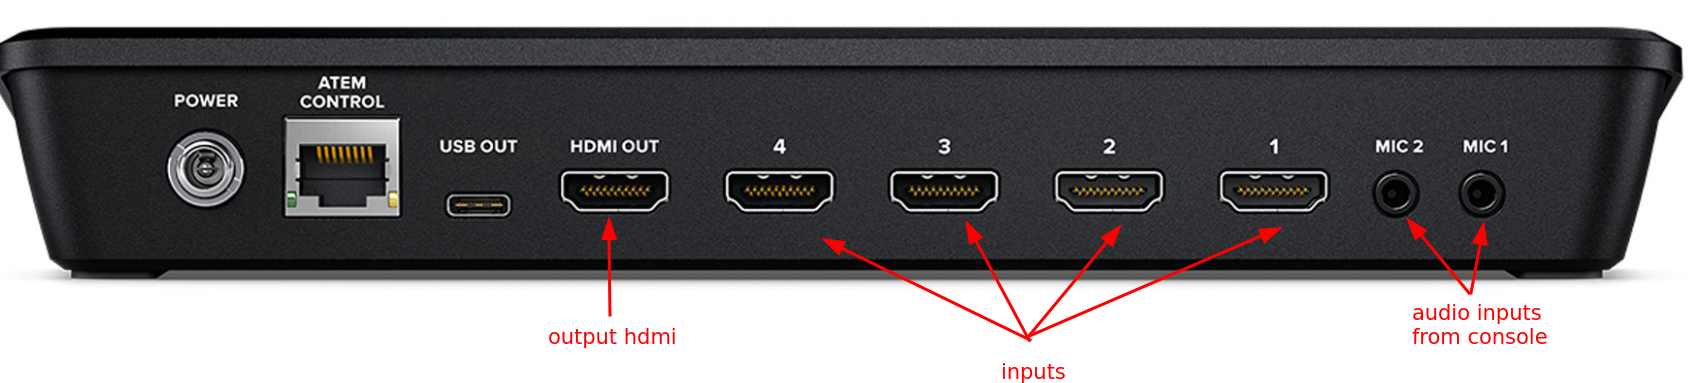 POWER
ATEM
CONTROL
USB OUT
HDMI OUT
4
3
2
1
MIC 2
MIC 1
output hdmi
inputs
audio inputs
from console